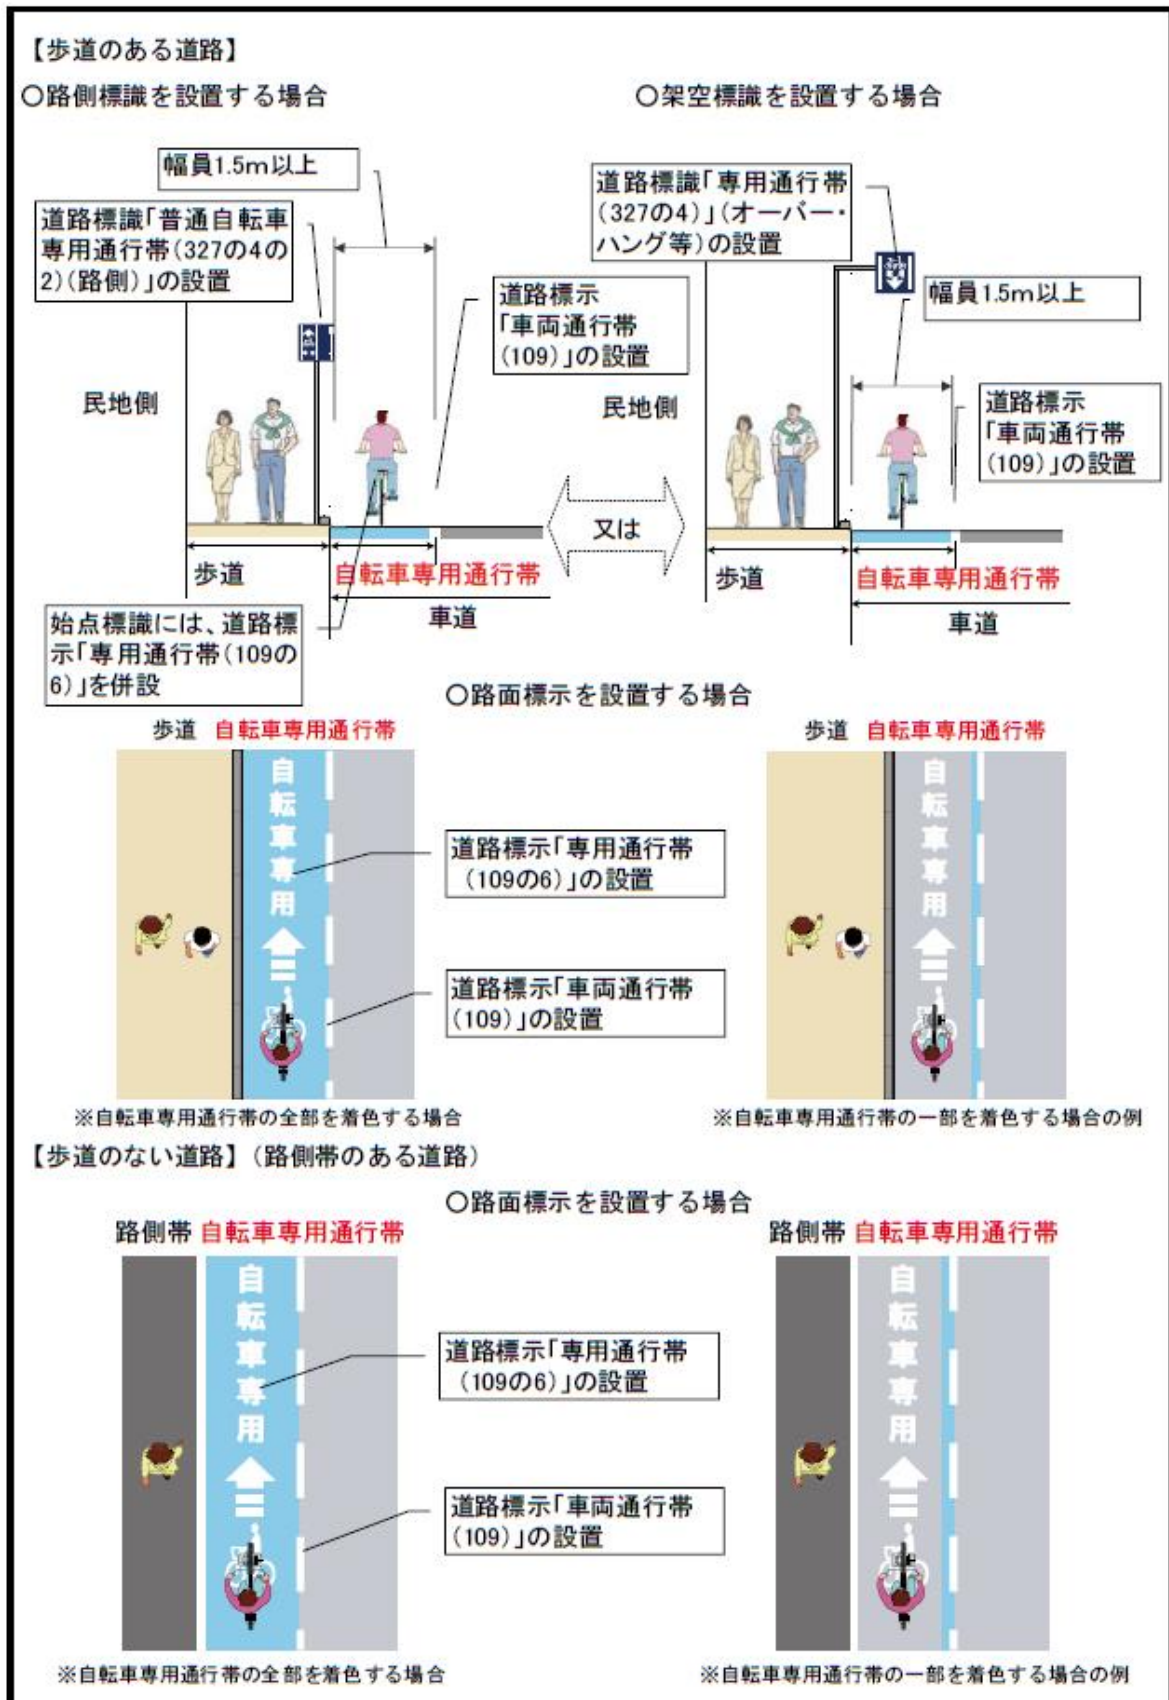 【歩道のある道路】
○路側標識を設置する場合
○架空標識を設置する場合
幅員1.5m以上
道路標識「普通自転車
専用通行帯(327の4の
2)(路側)」の設置
道路標示
「車両通行帯
(109)」の設置
民地側
歩道
自転車専用通行帯
車道
始点標識には、道路標
示「専用通行帯(109の
6)」を併設
又は
道路標識「専用通行帯
(327の4)」(オーバー・
ハング等)の設置
幅員1.5m以上
道路標示
「車両通行帯
(109)」の設置
民地側
歩道
自転車専用通行帯
車道
○路面標示を設置する場合
歩道 自転車専用通行帯
自転車専用
道路標示「専用通行帯
(109の6)」の設置
道路標示「車両通行帯
(109)」の設置
※自転車専用通行帯の全部を着色する場合
歩道 自転車専用通行帯
自転車専用
※自転車専用通行帯の一部を着色する場合の例
【歩道のない道路】(路側帯のある道路)
○路面標示を設置する場合
路側帯 自転車専用通行帯
自転車専用
道路標示「専用通行帯
(109の6)」の設置
道路標示「車両通行帯
(109)」の設置
※自転車専用通行帯の全部を着色する場合
路側帯 自転車専用通行帯
自転車専用
※自転車専用通行帯の一部を着色する場合の例